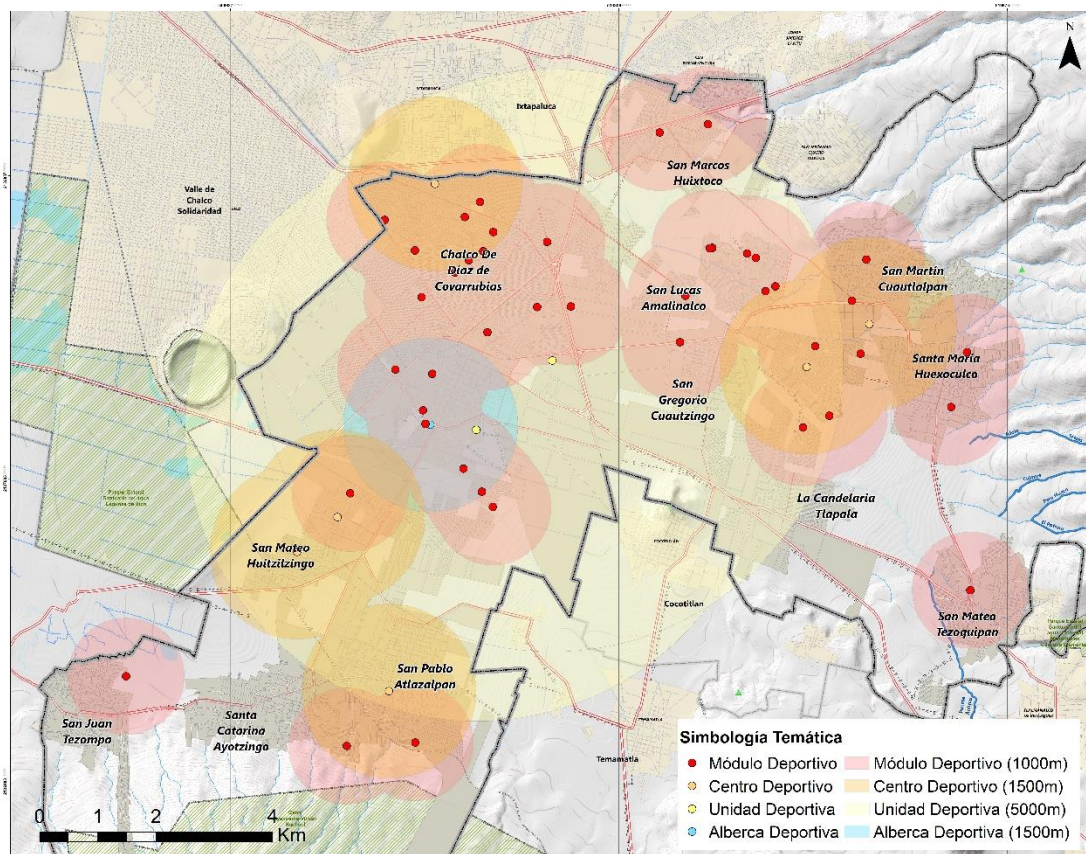 N
Ixtapaluca
San Marcos
Huixtoco
Valle de
Chalco
Solidaridad
Chalco De
Díaz de
Covarrubias
San Lucas
Amalinalco
San Martín
Cuautlalpan
Santa María
Huexoculco
San
Gregorio
Cuautzingo
La Candelaria
Tlapala
San Mateo
Huitzilzingo
Cocotitlan
San Mateo
Tezoquipan
San Pablo
Atlazalpan
San Juan
Tezompa
Santa
Catarina
Ayotzingo
Temamatla
Simbología Temática
Módulo Deportivo
Módulo Deportivo (1000m)
Centro Deportivo
Centro Deportivo (1500m)
Unidad Deportiva
Unidad Deportiva (5000m)
Alberca Deportiva
Alberca Deportiva (1500m)
0 1 2 4
Km